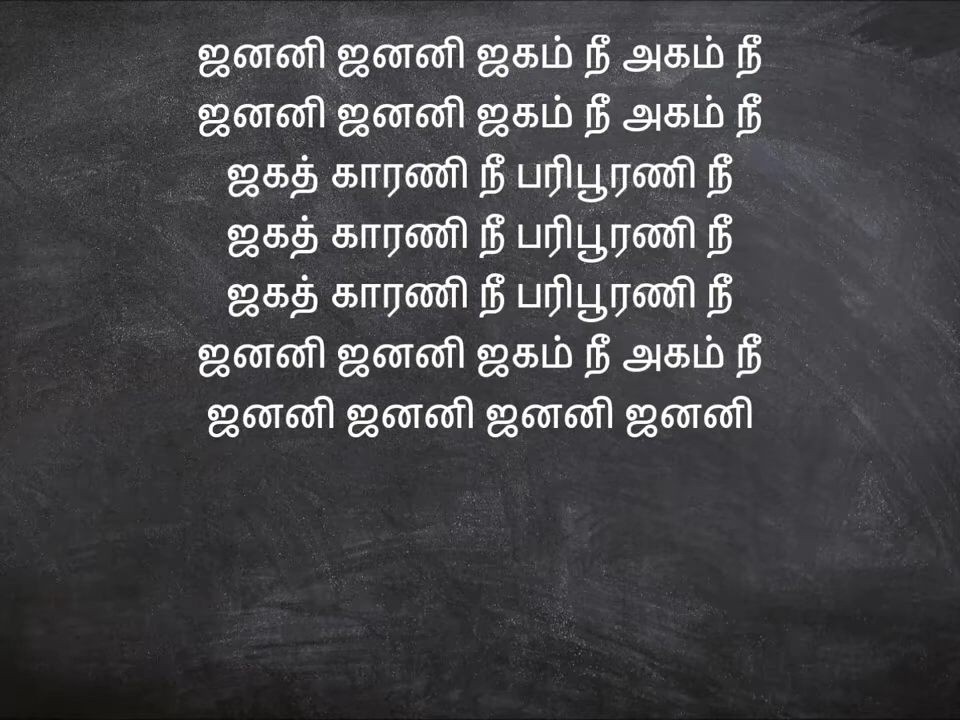 ஜனனி ஜனனி ஜகம் நீ அகம் நீ
ஜனனி ஜனனி ஜகம் நீ அகம் நீ
ஜகத் காரணி நீ பரிபூரணி நீ
ஜகத் காரணி நீ பரிபூரணி நீ
ஜகத் காரணி நீ பரிபூரணி நீ
ஜனனி ஜனனி ஜகம் நீ அகம் நீ
ஜனனி ஜனனி ஜனனி ஜனனி